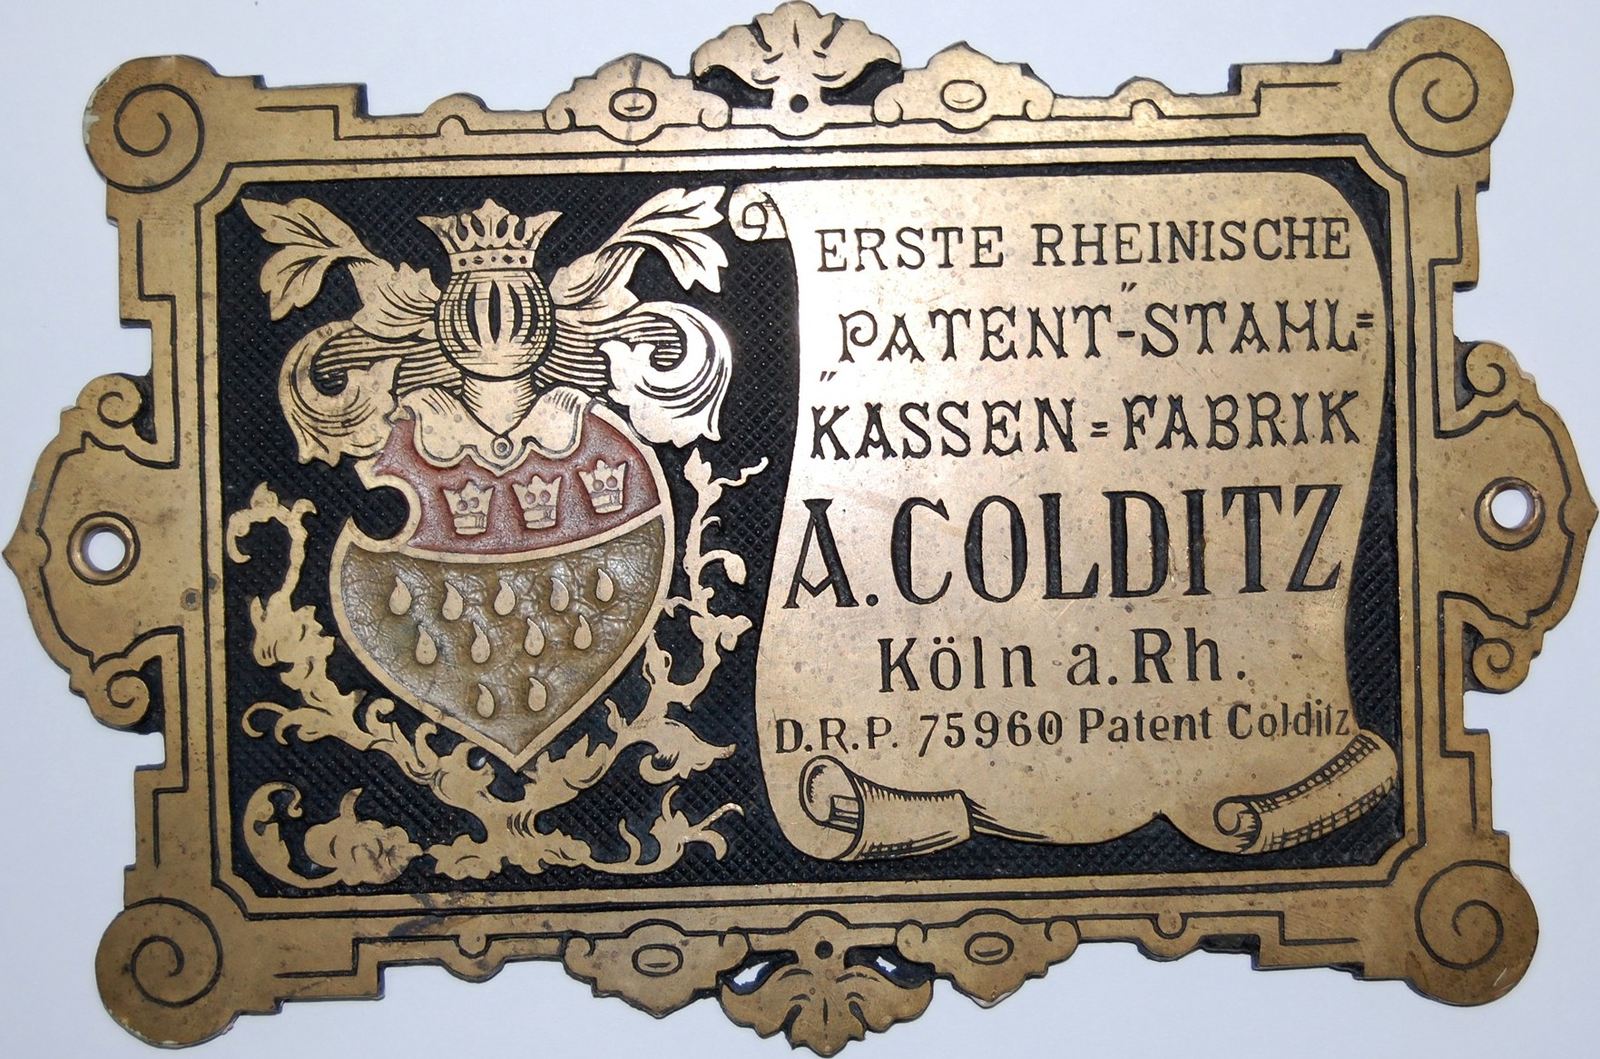 ERSTE RHEINISCHE
"PATENT-STAHL=
"KASSEN=FABRIK
A.COLDITZ
Köln a.Rh.
D.R.P. 75960 Patent Colditz